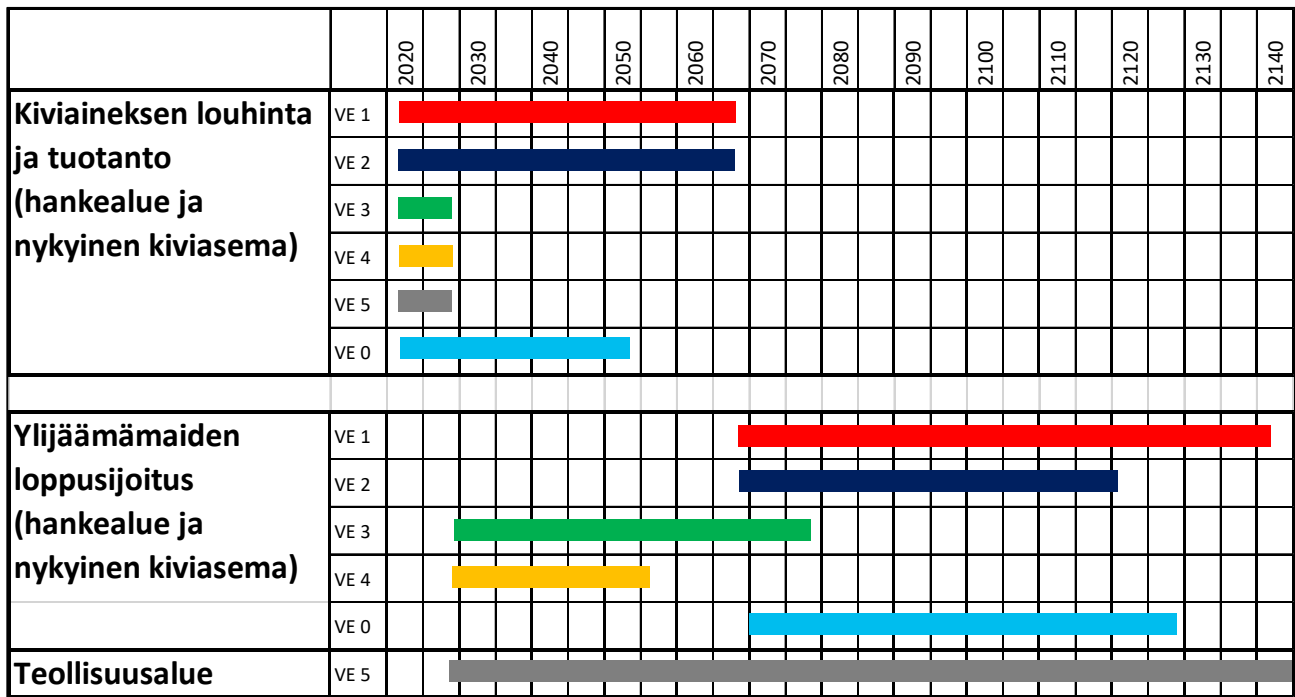 2020 2030 2040 2050 2060 2070 2080 2090 2100 2110 2120 2130 2140
Kiviaineksen louhinta
ja tuotanto
(hankealue ja
nykyinen kiviasema)
VE 1
VE 2
VE 3
VE 4
VE 5
VE 0
Ylijäämämaiden
loppusijoitus
(hankealue ja
nykyinen kiviasema)
VE 1
VE 2
VE 3
VE 4
VE 0
Teollisuusalue VE 5